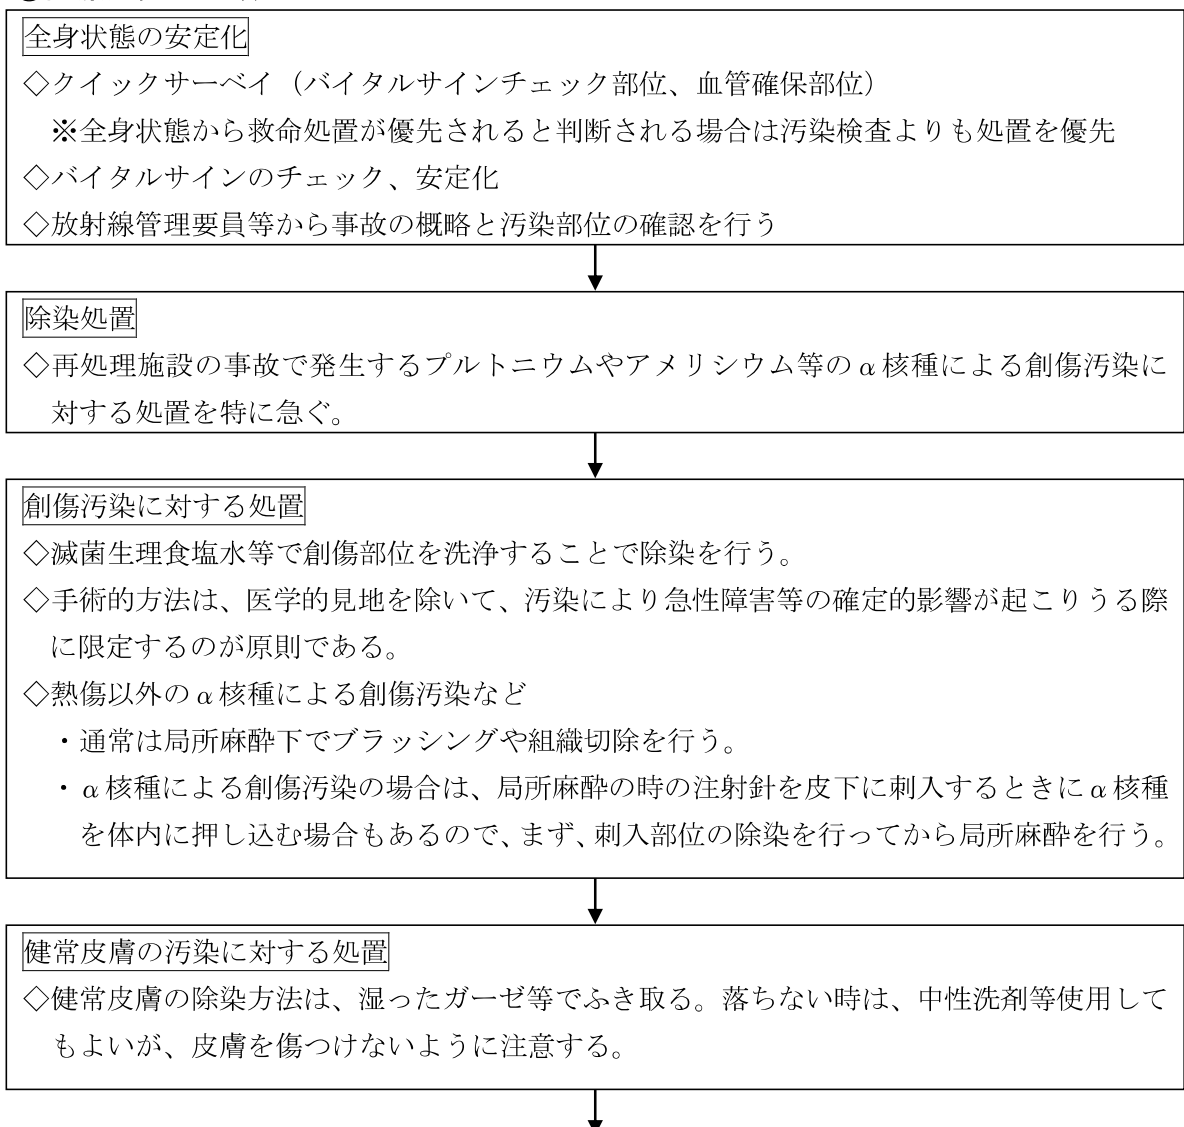 全身状態の安定化
◇クイックサーベイ（バイタルサインチェック部位、血管確保部位）
※全身状態から救命処置が優先されると判断される場合は汚染検査よりも処置を優先
◇バイタルサインのチェック、安定化
◇放射線管理要員等から事故の概略と汚染部位の確認を行う
除染処置
◇再処理施設の事故で発生するプルトニウムやアメリシウム等のα核種による創傷汚染に
対する処置を特に急ぐ。
創傷汚染に対する処置
◇滅菌生理食塩水等で創傷部位を洗浄することで除染を行う。
◇手術的方法は、医学的見地を除いて、汚染により急性障害等の確定的影響が起こりうる際
に限定するのが原則である。
◇熱傷以外のα核種による創傷汚染など
・通常は局所麻酔下でブラッシングや組織切除を行う。
・α核種による創傷汚染の場合は、局所麻酔の時の注射針を皮下に刺入するときにα核種
を体内に押し込む場合もあるので、まず、刺入部位の除染を行ってから局所麻酔を行う。
健常皮膚の汚染に対する処置
◇健常皮膚の除染方法は、湿ったガーゼ等でふき取る。落ちない時は、中性洗剤等使用して
もよいが、皮膚を傷つけないように注意する。